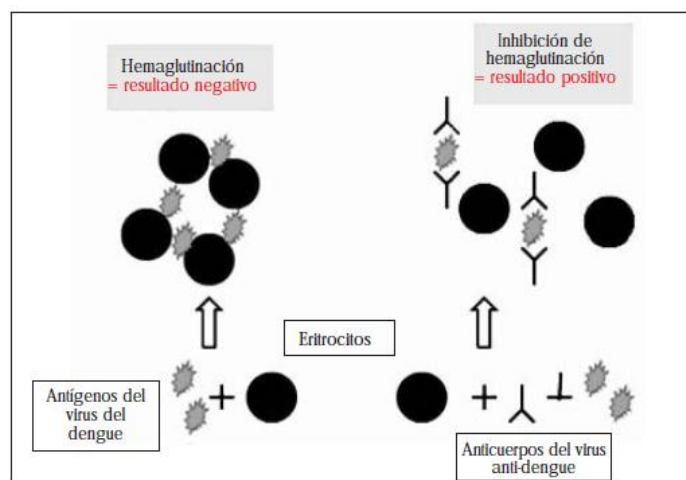 Hemaglutinación
= resultado negativo
Inhibición de
hemaglutinación
= resultado positivo
Eritrocitos
Antígenos del
virus del
dengue
Anticuerpos del virus
anti-dengue